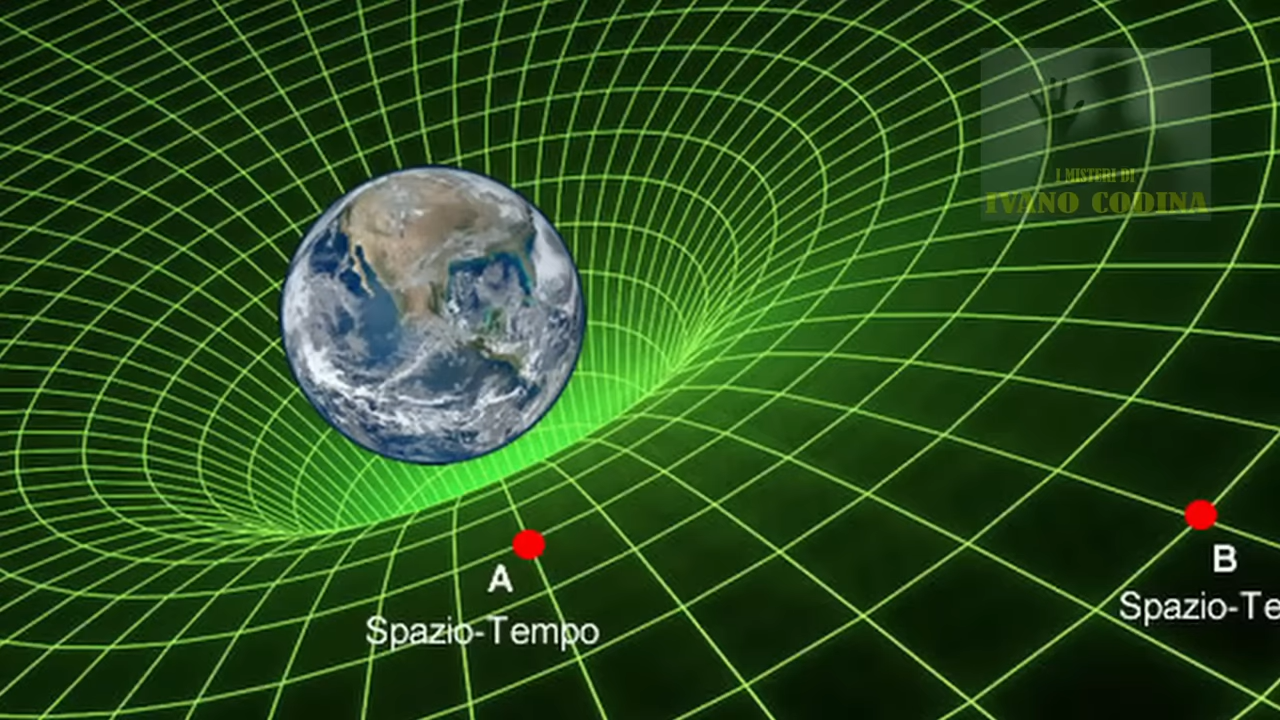 I MISTERI DI
IVANO CODINA
A
Spazio-Tempo
B
Spazio-Te